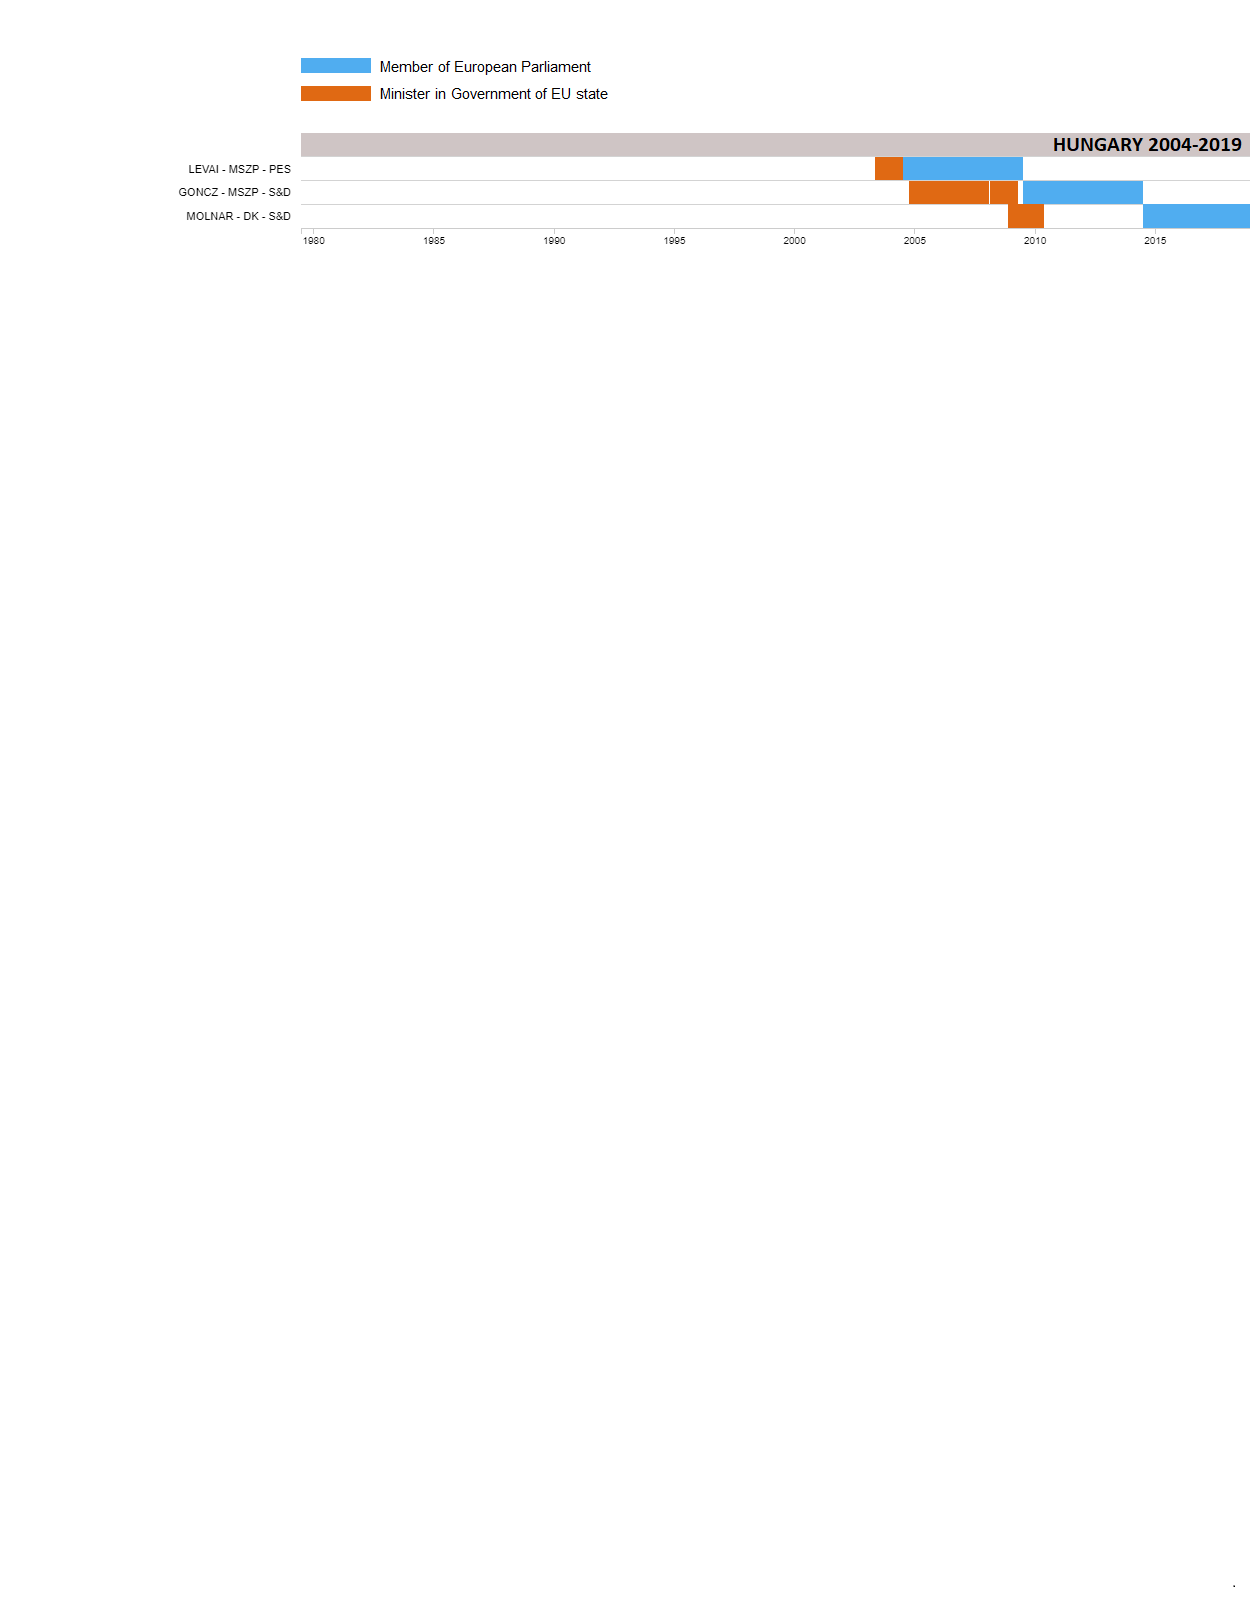 Member of European Parliament
Minister in Government of EU state
HUNGARY 2004-2019
LEVAI - MSZP - PES
GONCZ - MSZP - S&D
MOLNAR - DK - S&D
1980 1985 1990 1995 2000 2005 2010 2015
.